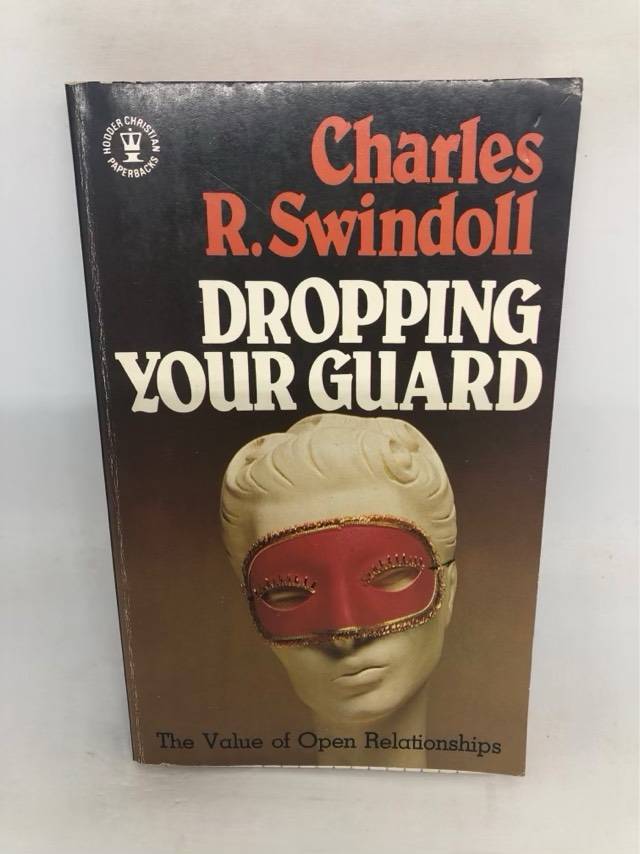 HODDER CHRISTIAN
PAPERBACKS
Charles
R. Swindoll
DROPPING
YOUR GUARD
The Value of Open Relationships